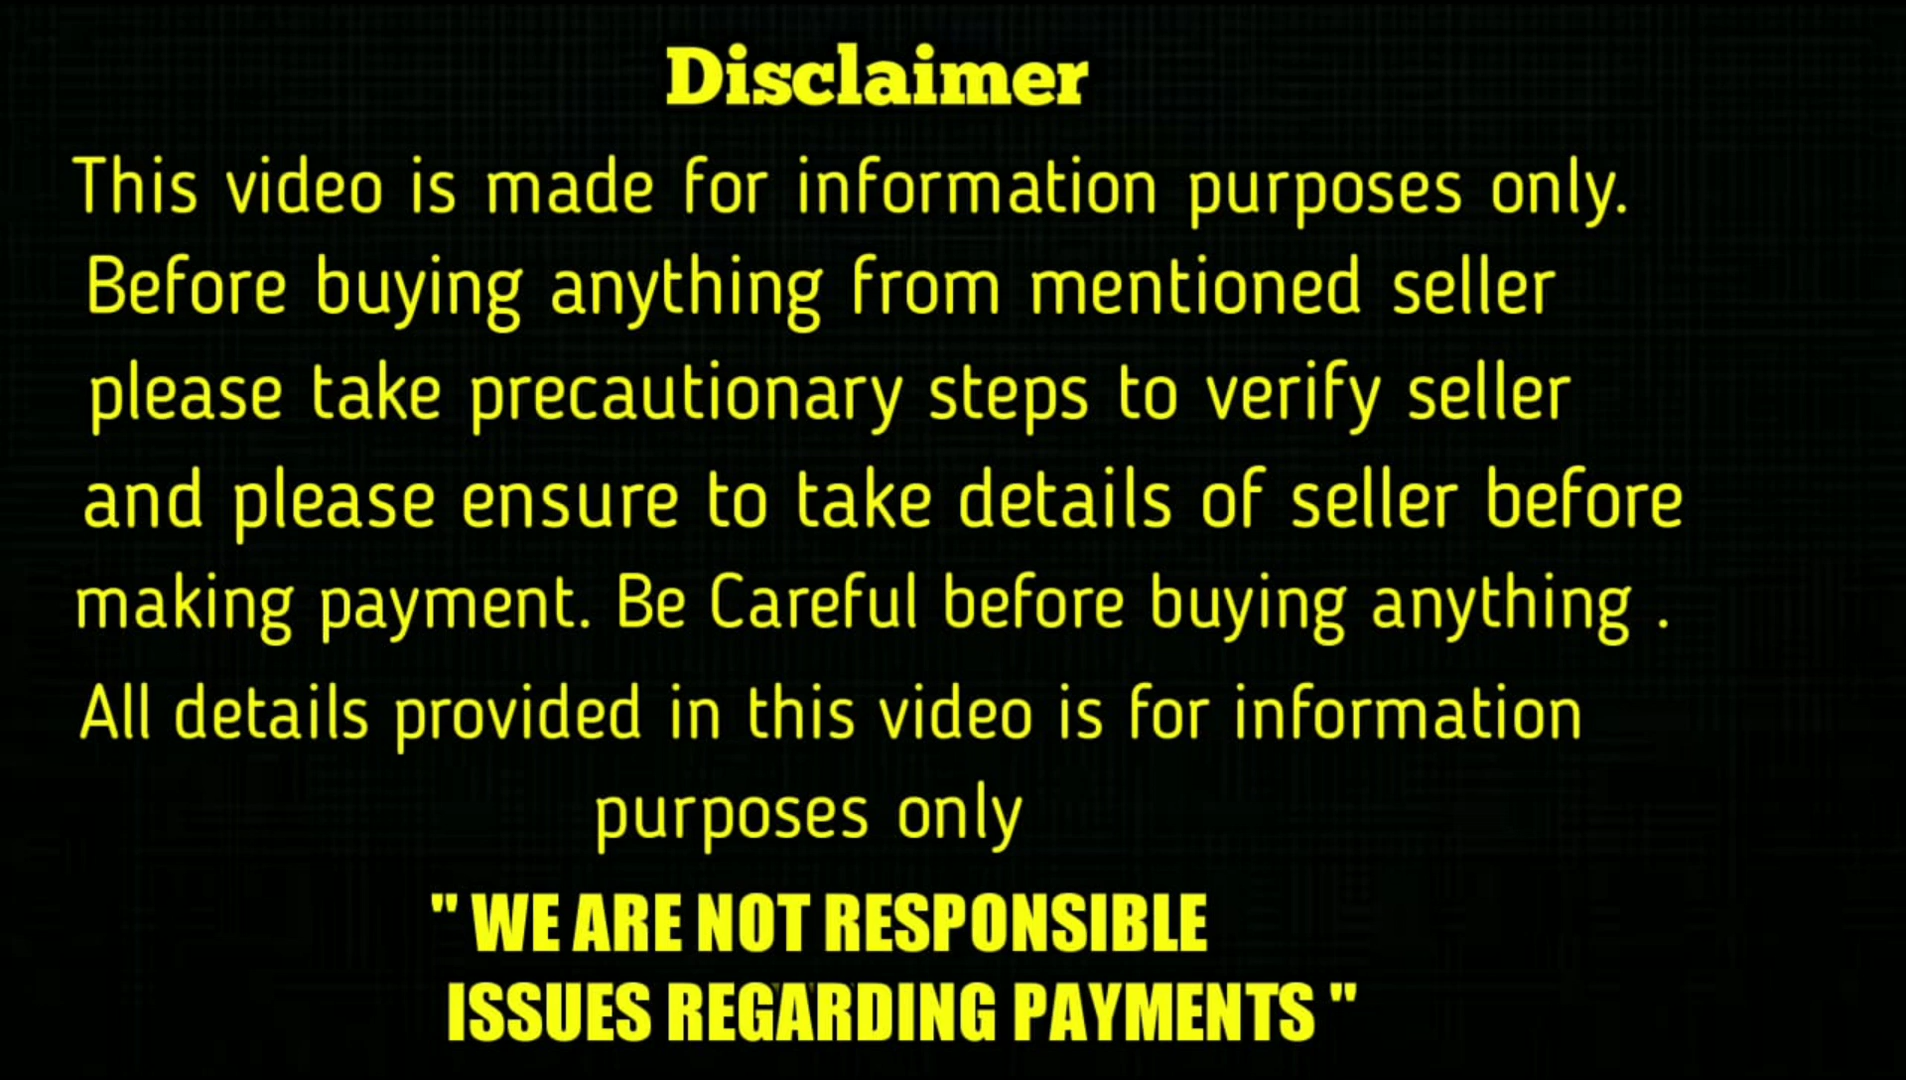 Disclaimer
This video is made for information purposes only.
Before buying anything from mentioned seller
please take precautionary steps to verify seller
and please ensure to take details of seller before
making payment. Be Careful before buying anything .
All details provided in this video is for information
purposes only
" WE ARE NOT RESPONSIBLE
ISSUES REGARDING PAYMENTS "